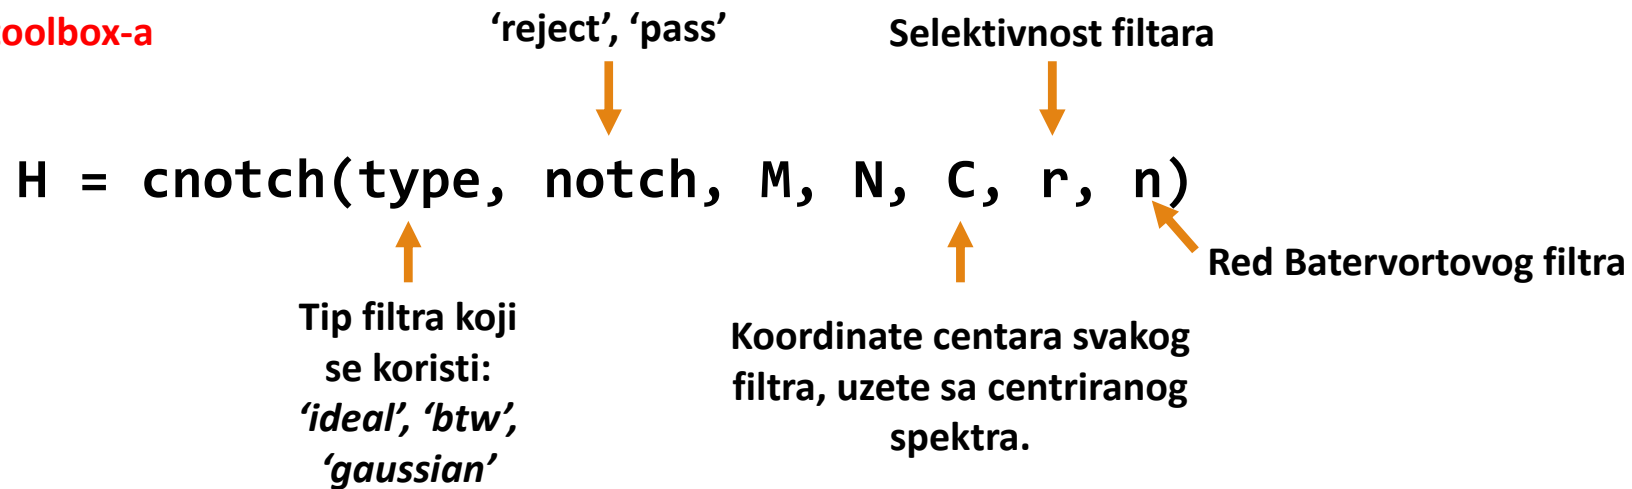 toolbox-a
‘reject’, ‘pass’
Selektivnost filtara
H = cnotch(type, notch, M, N, C, r, n)
Red Batervortovog filtra
Tip filtra koji
se koristi:
‘ideal’, ‘btw’,
‘gaussian’
Koordinate centara svakog
filtra, uzete sa centriranog
spektra.